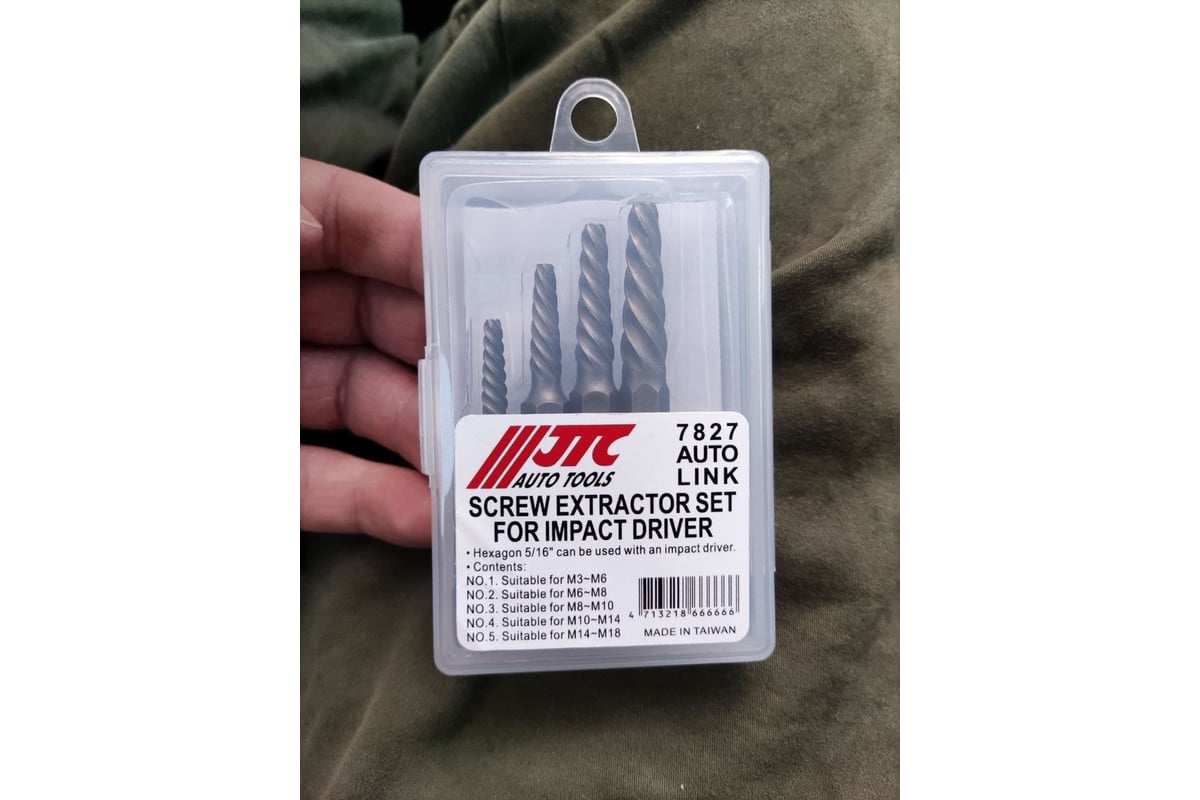 JTC
AUTO TOOLS
7827
AUTO
LINK
SCREW EXTRACTOR SET
FOR IMPACT DRIVER
• Hexagon 5/16" can be used with an impact driver.
• Contents:
NO.1. Suitable for M3~M6
NO.2. Suitable for M6~M8
NO.3. Suitable for M8~M10
NO.4. Suitable for M10~M14
NO.5. Suitable for M14~M18
4 713218 666666
MADE IN TAIWAN